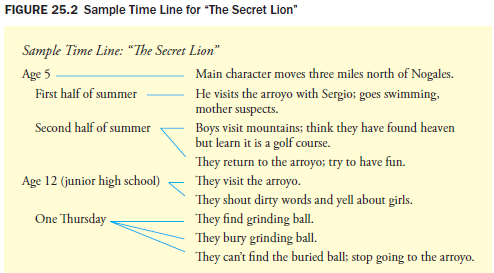 FIGURE 25.2 Sample Time Line for "The Secret Lion"
Sample Time Line: "The Secret Lion"
Age 5 Main character moves three miles north of Nogales.
First half of summer He visits the arroyo with Sergio; goes swimming,
mother suspects.
Second half of summer Boys visit mountains; think they have found heaven
but learn it is a golf course.
They return to the arroyo; try to have fun.
Age 12 (junior high school) They visit the arroyo.
They shout dirty words and yell about girls.
One Thursday They find grinding ball.
They bury grinding ball.
They can't find the buried ball; stop going to the arroyo.